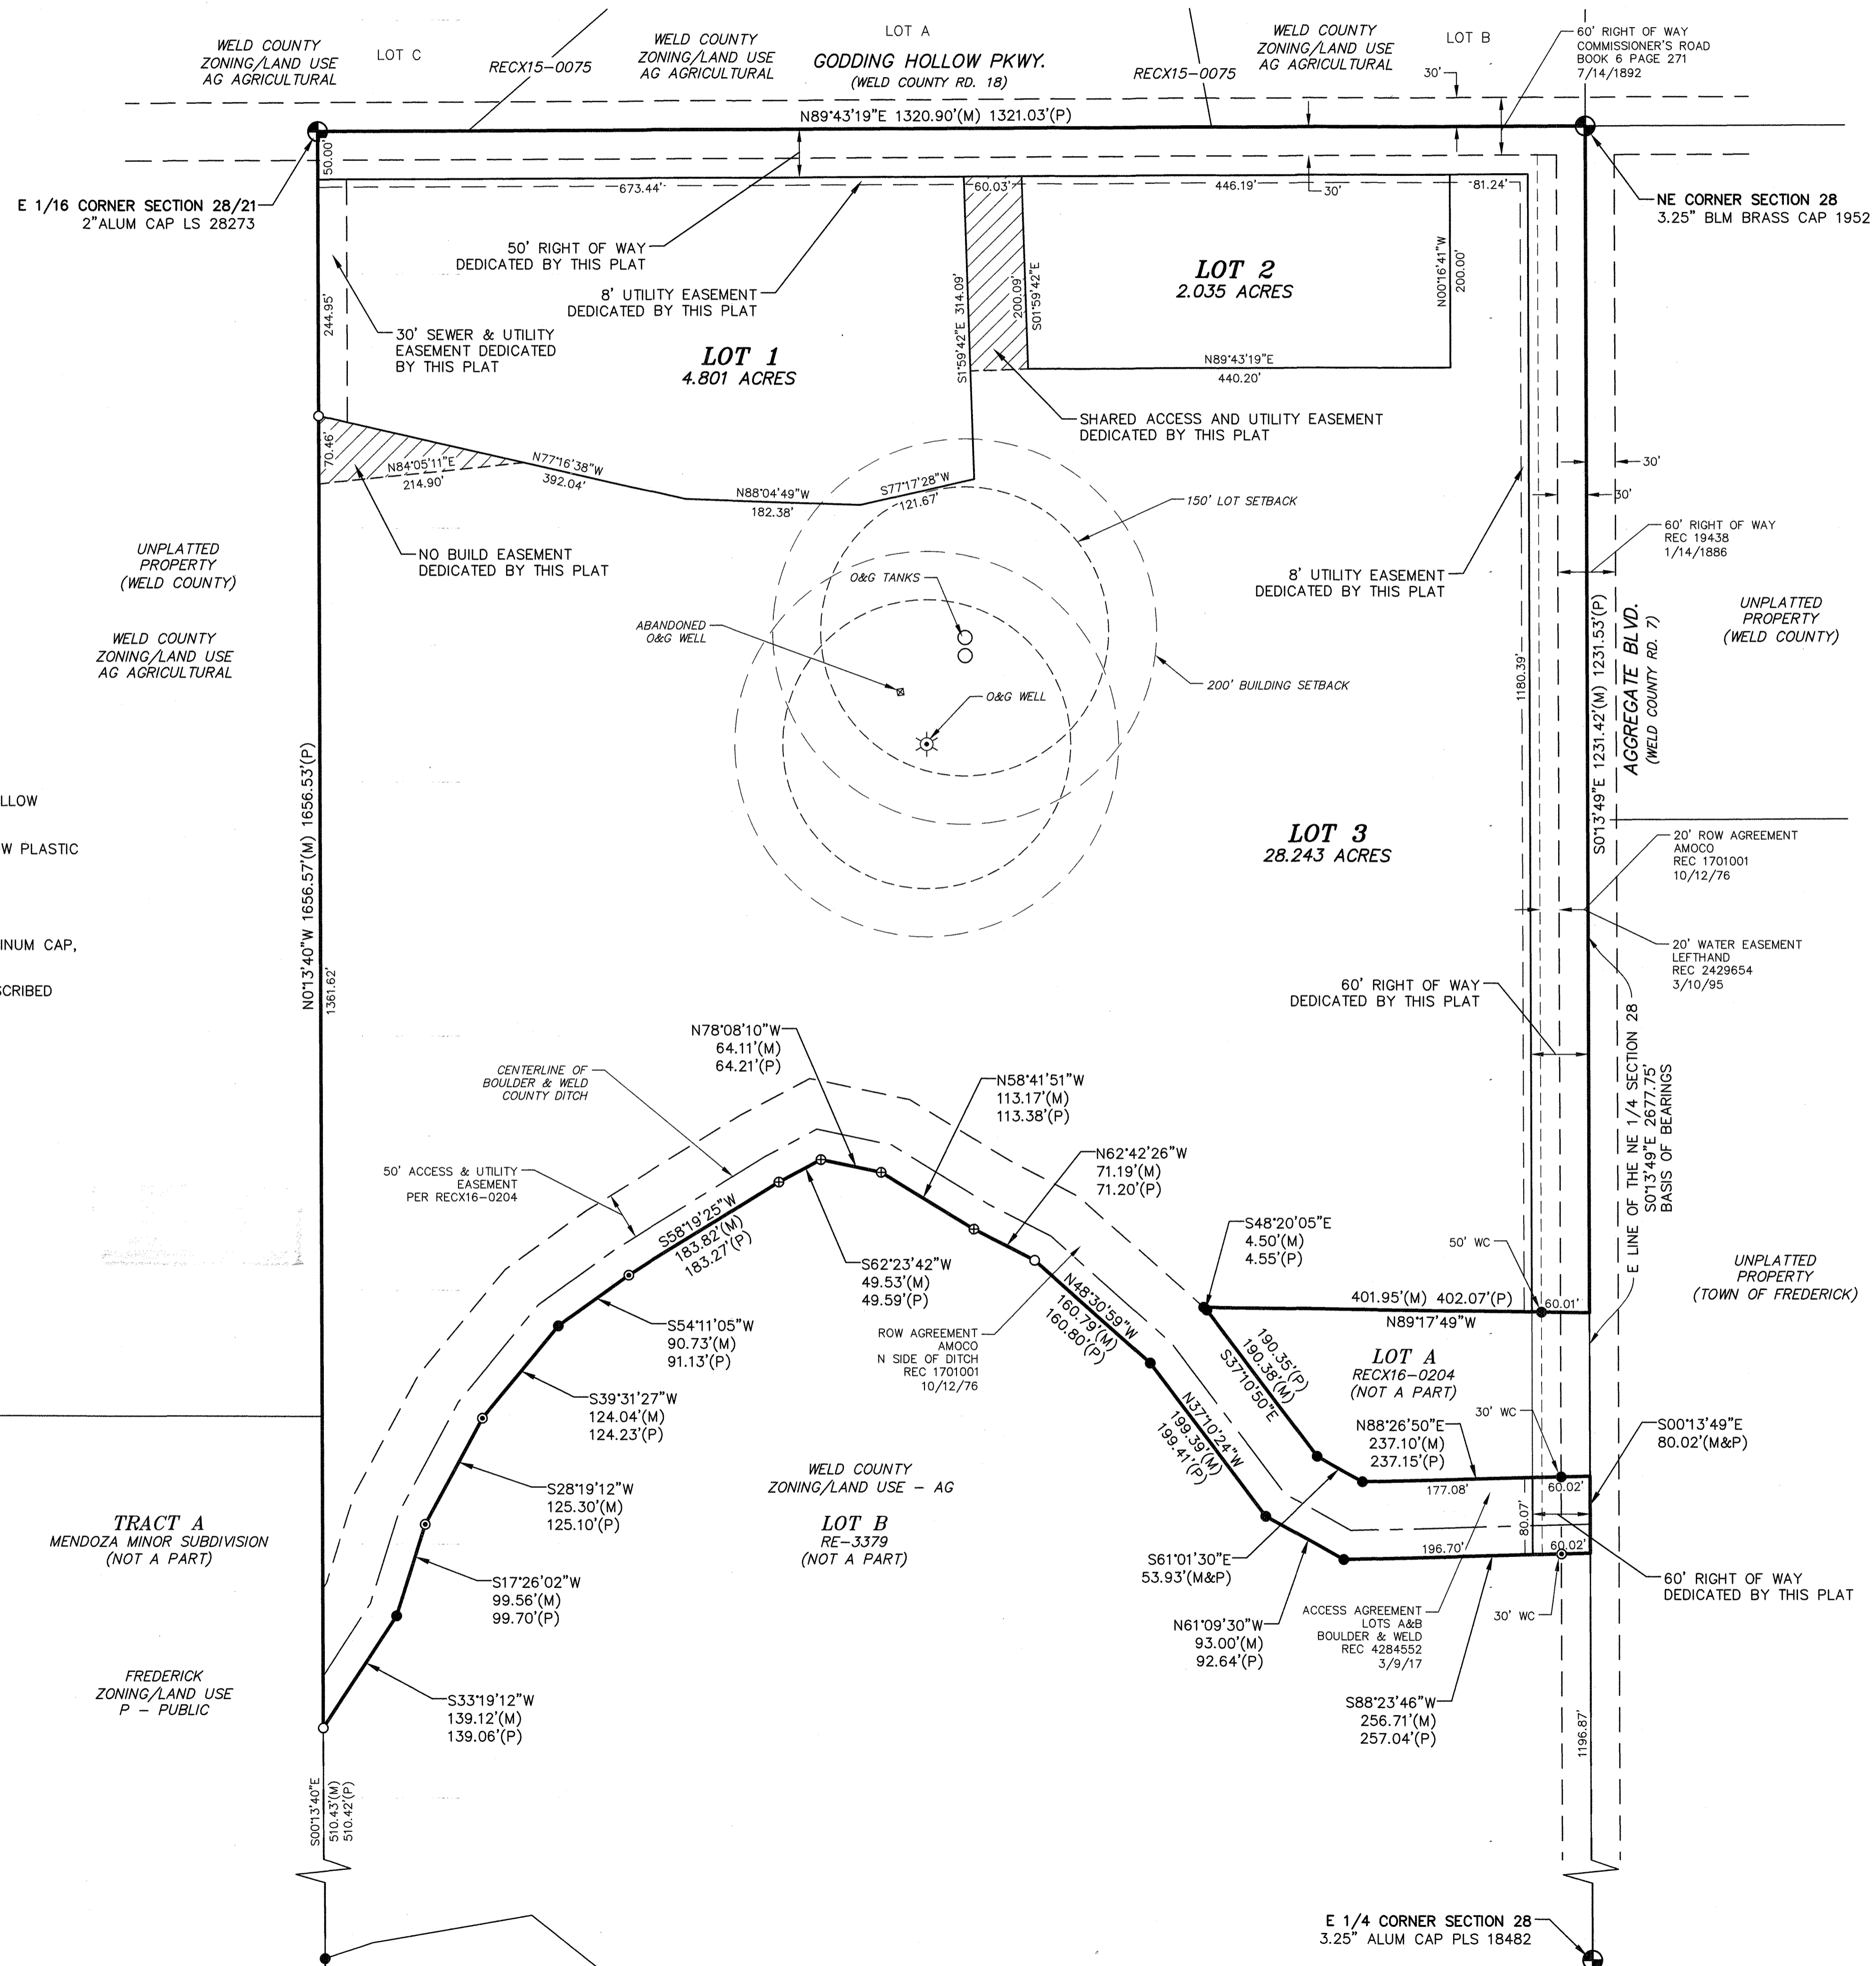 WELD COUNTY
ZONING/LAND USE
AG AGRICULTURAL
LOT C
RECX15-0075
WELD COUNTY
ZONING/LAND USE
AG AGRICULTURAL
LOT A
GODDING HOLLOW PKWY.
(WELD COUNTY RD. 18)
RECX15-0075
WELD COUNTY
ZONING/LAND USE
AG AGRICULTURAL
LOT B
30'
60' RIGHT OF WAY
COMMISSIONER'S ROAD
BOOK 6 PAGE 271
7/14/1892
N89°43'19"E 1320.90'(M) 1321.03'(P)
50.00'
E 1/16 CORNER SECTION 28/21
2"ALUM CAP LS 28273
NE CORNER SECTION 28
3.25" BLM BRASS CAP 1952
673.44'
60.03'
446.19'
30'
81.24'
50' RIGHT OF WAY
DEDICATED BY THIS PLAT
8' UTILITY EASEMENT
DEDICATED BY THIS PLAT
244.95'
30' SEWER & UTILITY
EASEMENT DEDICATED
BY THIS PLAT
LOT 1
4.801 ACRES
S1°59'42"E 314.09'
200.09'
S01°59'42"E
LOT 2
2.035 ACRES
N00°16'41"W
200.00'
N89°43'19"E
440.20'
SHARED ACCESS AND UTILITY EASEMENT
DEDICATED BY THIS PLAT
70.46'
N84°05'11"E
214.90'
N77°16'38"W
392.04'
N88°04'49"W
182.38'
S77°17'28"W
121.67'
NO BUILD EASEMENT
DEDICATED BY THIS PLAT
150' LOT SETBACK
30'
30'
60' RIGHT OF WAY
REC 19438
1/14/1886
UNPLATTED
PROPERTY
(WELD COUNTY)
WELD COUNTY
ZONING/LAND USE
AG AGRICULTURAL
O&G TANKS
ABANDONED
O&G WELL
O&G WELL
200' BUILDING SETBACK
8' UTILITY EASEMENT
DEDICATED BY THIS PLAT
1180.39'
S0°13'49"E 1231.42'(M) 1231.53'(P)
AGGREGATE BLVD.
(WELD COUNTY RD. 7)
UNPLATTED
PROPERTY
(WELD COUNTY)
LLOW
W PLASTIC
INUM CAP,
SCRIBED
N0°13'40"W 1656.57'(M) 1656.53'(P)
1361.62'
LOT 3
28.243 ACRES
20' ROW AGREEMENT
AMOCO
REC 1701001
10/12/76
20' WATER EASEMENT
LEFTHAND
REC 2429654
3/10/95
60' RIGHT OF WAY
DEDICATED BY THIS PLAT
E LINE OF THE NE 1/4 SECTION 28
S0°13'49"E 2677.75'
BASIS OF BEARINGS
CENTERLINE OF
BOULDER & WELD
COUNTY DITCH
N78°08'10"W
64.11'(M)
64.21'(P)
N58°41'51"W
113.17'(M)
113.38'(P)
N62°42'26"W
71.19'(M)
71.20'(P)
50' ACCESS & UTILITY
EASEMENT
PER RECX16-0204
S58°19'25"W
183.82'(M)
183.27'(P)
S62°23'42"W
49.53'(M)
49.59'(P)
S48°20'05"E
4.50'(M)
4.55'(P)
50' WC
UNPLATTED
PROPERTY
(TOWN OF FREDERICK)
401.95'(M) 402.07'(P)
60.01'
N89°17'49"W
N48°30'59"W
160.79'(M)
160.80'(P)
S54°11'05"W
90.73'(M)
91.13'(P)
ROW AGREEMENT
AMOCO
N SIDE OF DITCH
REC 1701001
10/12/76
190.35'(P)
190.38'(M)
S37°10'50"E
LOT A
RECX16-0204
(NOT A PART)
S39°31'27"W
124.04'(M)
124.23'(P)
N37°10'24"W
199.39'(M)
199.41'(P)
30' WC
N88°26'50"E
237.10'(M)
237.15'(P)
S00°13'49"E
80.02'(M&P)
WELD COUNTY
ZONING/LAND USE - AG
S28°19'12"W
125.30'(M)
125.10'(P)
177.08'
60.02'
80.07'
TRACT A
MENDOZA MINOR SUBDIVISION
(NOT A PART)
LOT B
RE-3379
(NOT A PART)
196.70'
60.02'
S61°01'30"E
53.93'(M&P)
S17°26'02"W
99.56'(M)
99.70'(P)
60' RIGHT OF WAY
DEDICATED BY THIS PLAT
ACCESS AGREEMENT
LOTS A&B
BOULDER & WELD
REC 4284552
3/9/17
30' WC
N61°09'30"W
93.00'(M)
92.64'(P)
FREDERICK
ZONING/LAND USE
P - PUBLIC
S33°19'12"W
139.12'(M)
139.06'(P)
S88°23'46"W
256.71'(M)
257.04'(P)
1196.87'
S00°13'40"E
510.43'(M)
510.42'(P)
E 1/4 CORNER SECTION 28
3.25" ALUM CAP PLS 18482